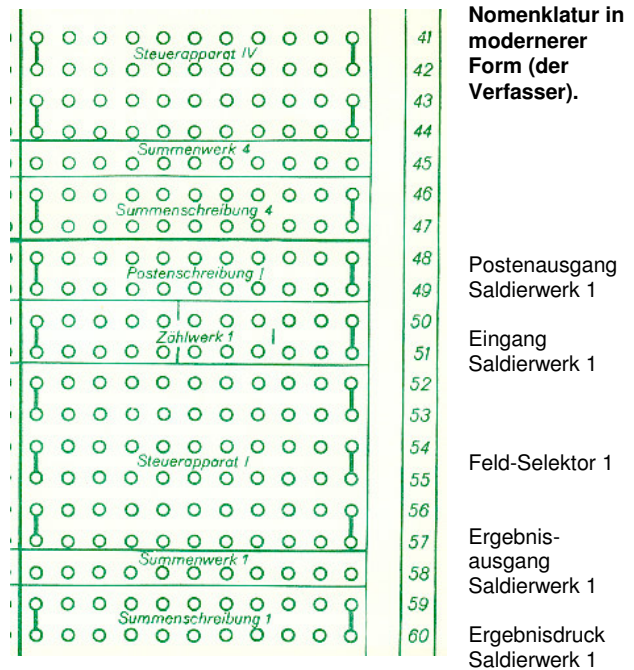 Nomenklatur in
modernerer
Form (der
Verfasser).
41
Steuerapparat IV
42
43
44
Summenwerk 4
45
46
Summenschreibung 4
47
48
Postenschreibung I
49
Postenausgang
Saldierwerk 1
50
Zählwerk 1
51
Eingang
Saldierwerk 1
52
53
54
Steuerapparat I
55
Feld-Selektor 1
56
57
Summenwerk 1
58
Ergebnis-
ausgang
Saldierwerk 1
59
Summenschreibung 1
60
Ergebnisdruck
Saldierwerk 1